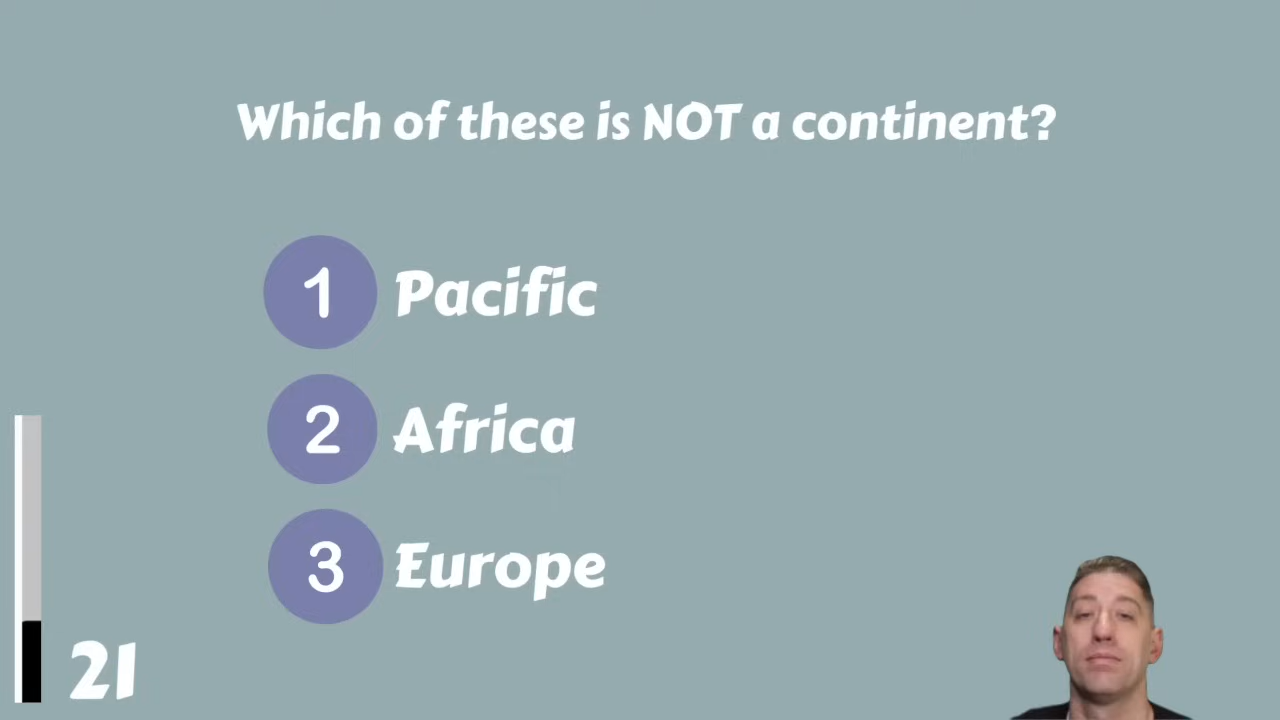 Which of these is NOT a continent?
1 Pacific
2 Africa
3 Europe
21